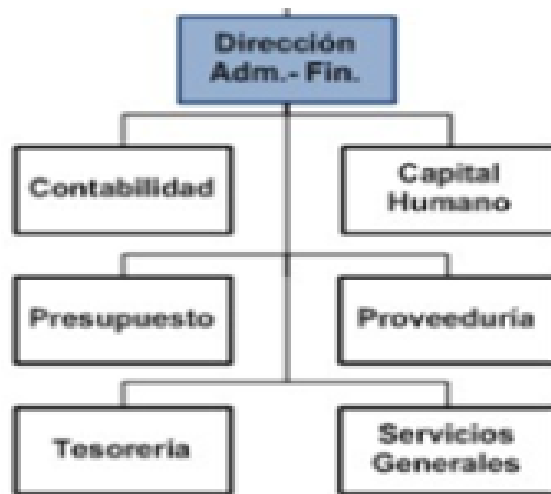 Dirección
Adm.- Fin.
Contabilidad
Capital
Humano
Presupuesto
Proveeduría
Tesorería
Servicios
Generales